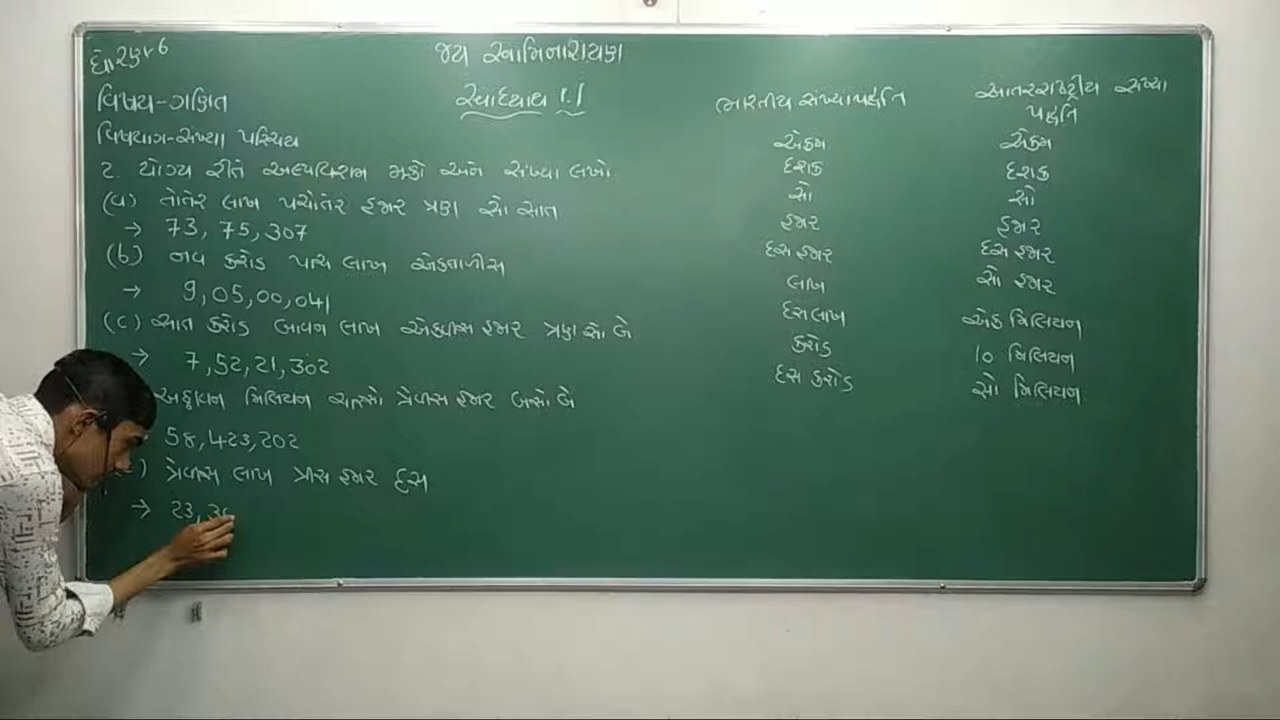 ધોરણ 6
જય સ્વામિનારાયણ
વિષય-ગણિત
સ્વાધ્યાય 1.1
વિષયાંગ-સંખ્યા પરિચય
2. યોગ્ય રીતે અલ્પવિરામ મૂકો અને સંખ્યા લખો.
(a) તોતેર લાખ પંચોતેર હજાર ત્રણ સો સાત
→ 73, 75, 307
(b) નવ કરોડ પાંચ લાખ એકતાળીસ
→ 9,05,00,041
(c) સાત કરોડ બાવન લાખ એકવીસ હજાર ત્રણ સો બે
→ 7,52,21,302
અઠ્ઠાવન મિલિયન ચારસો ત્રેવીસ હજાર બસો બે
58,423,202
ત્રેવીસ લાખ ત્રીસ હજાર દસ
→ 23,3
ભારતીય સંખ્યા પદ્ધતિ
એકમ
દશક
સો
હજાર
દસ હજાર
લાખ
દસ લાખ
કરોડ
દસ કરોડ
આંતરરાષ્ટ્રીય સંખ્યા
પદ્ધતિ
એકમ
દશક
સો
હજાર
દસ હજાર
સો હજાર
એક મિલિયન
10 મિલિયન
સો મિલિયન